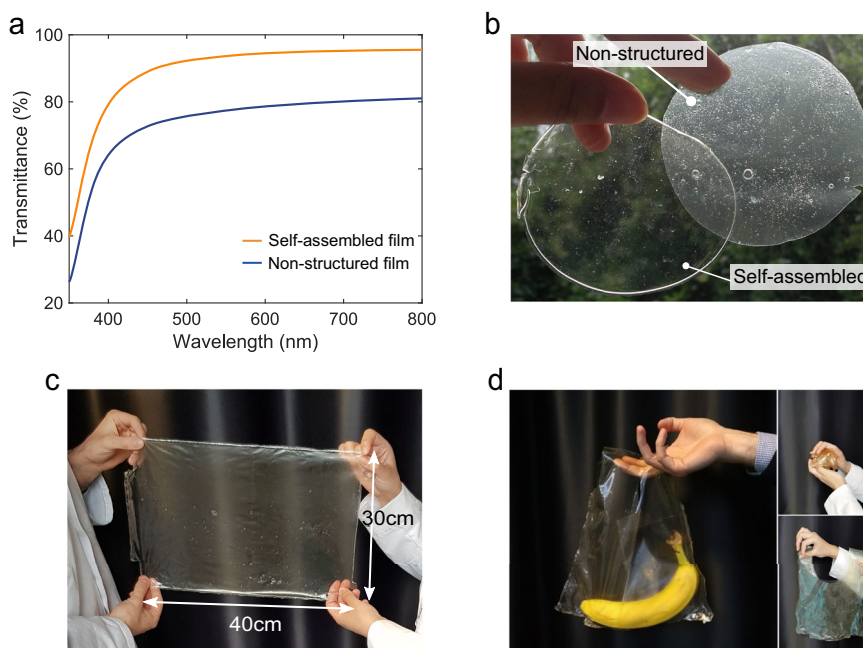 a
100
80
60
40
20
Transmittance (%)
Self-assembled film
Non-structured film
400
500
600
700
800
Wavelength (nm)
b
Non-structured
Self-assembled
c
30cm
40cm
d